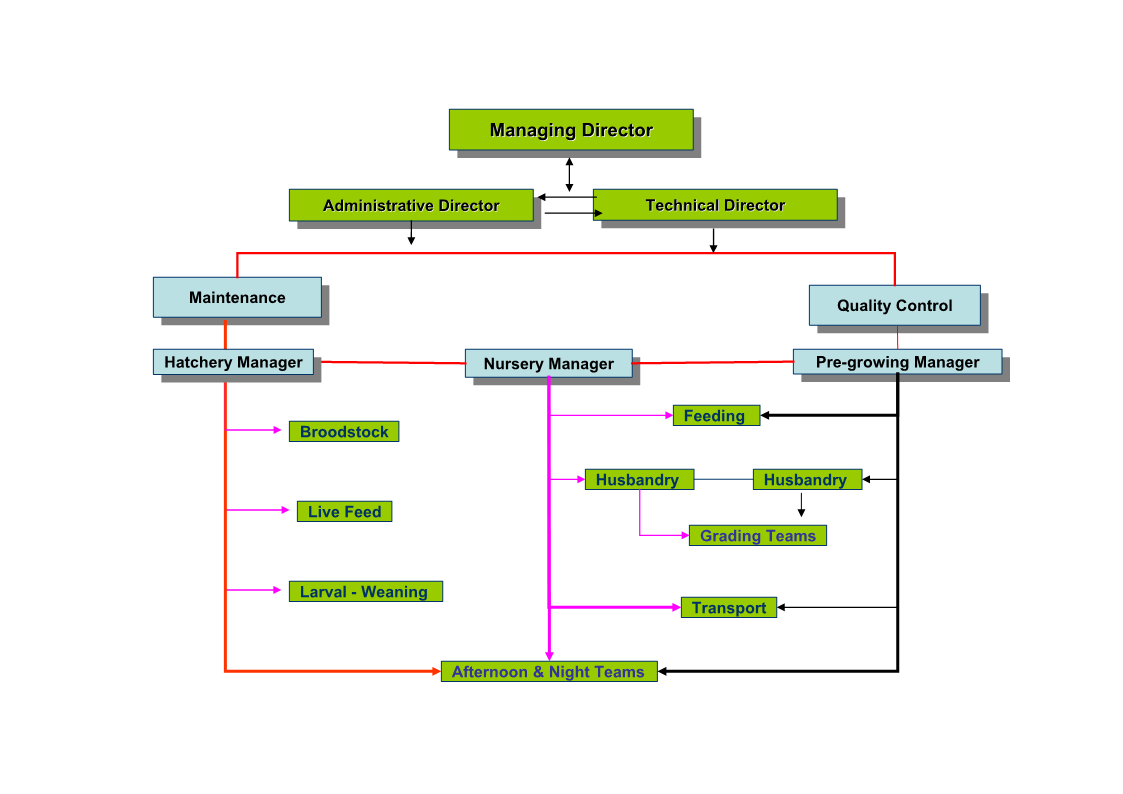 Managing Director
Administrative Director
Technical Director
Maintenance
Quality Control
Hatchery Manager
Nursery Manager
Pre-growing Manager
Feeding
Broodstock
Husbandry
Husbandry
Live Feed
Grading Teams
Larval - Weaning
Transport
Afternoon & Night Teams